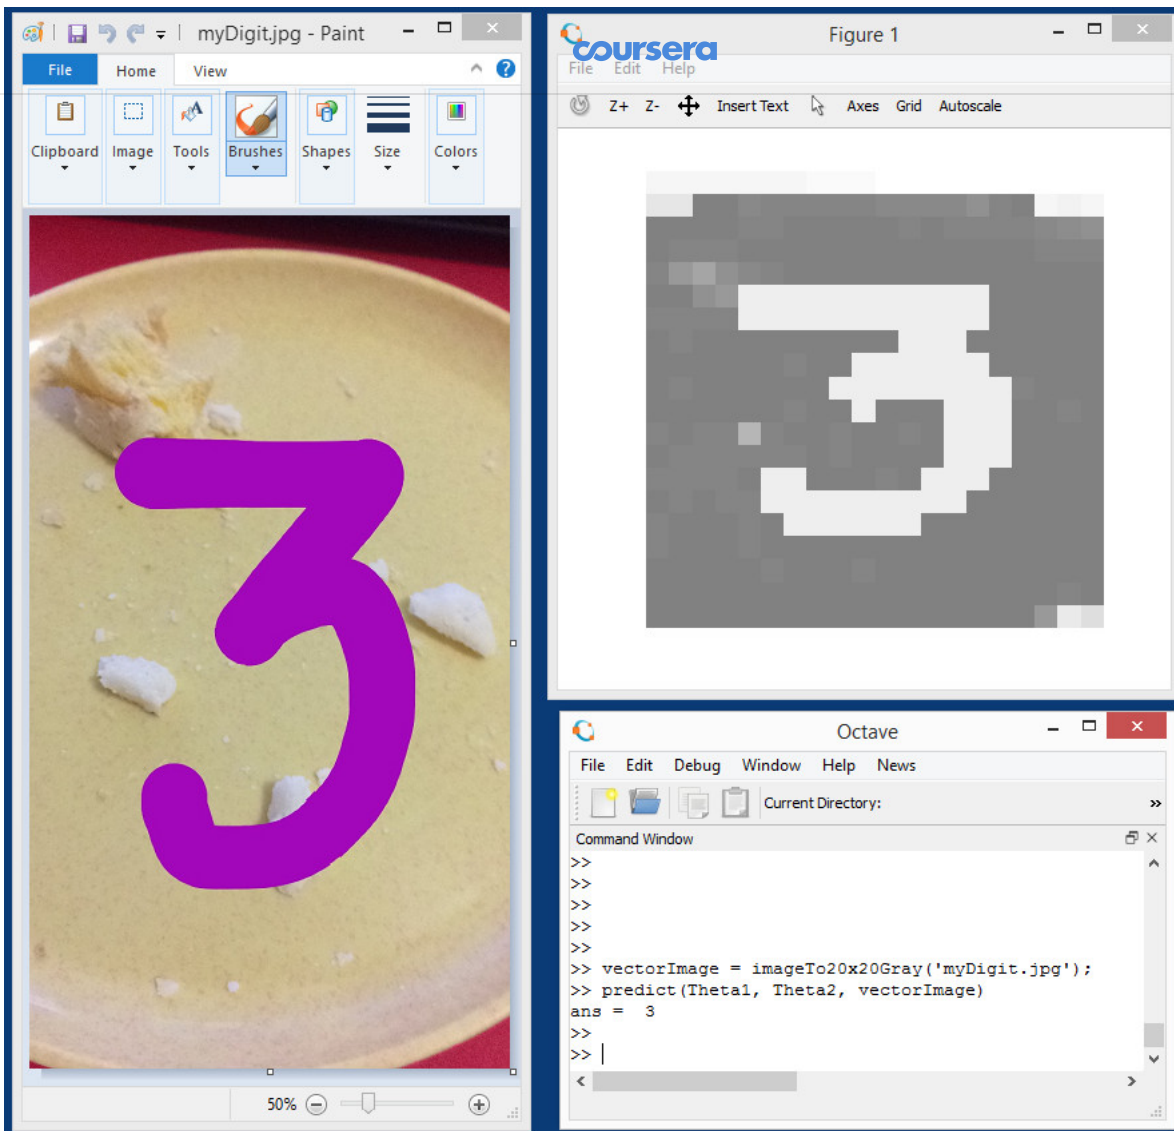 myDigit.jpg - Paint
File Home View
Clipboard Image Tools Brushes Shapes Size Colors
3
50%
Figure 1
coursera
File Edit Help
Z+ Z- Insert Text Axes Grid Autoscale
3
Octave
File Edit Debug Window Help News
Current Directory:
»
Command Window
>>
>>
>>
>>
>>
>> vectorImage = imageTo20x20Gray('myDigit.jpg');
>> predict(Theta1, Theta2, vectorImage)
ans = 3
>>
>>